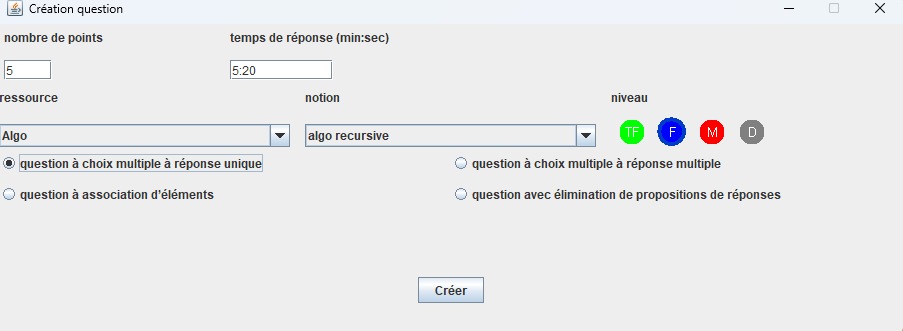 Création question
nombre de points temps de réponse (min:sec)
5 5:20
ressource notion niveau
Algo algo recursive TF F M D
question à choix multiple à réponse unique question à choix multiple à réponse multiple
question à association d'éléments question avec élimination de propositions de réponses
Créer